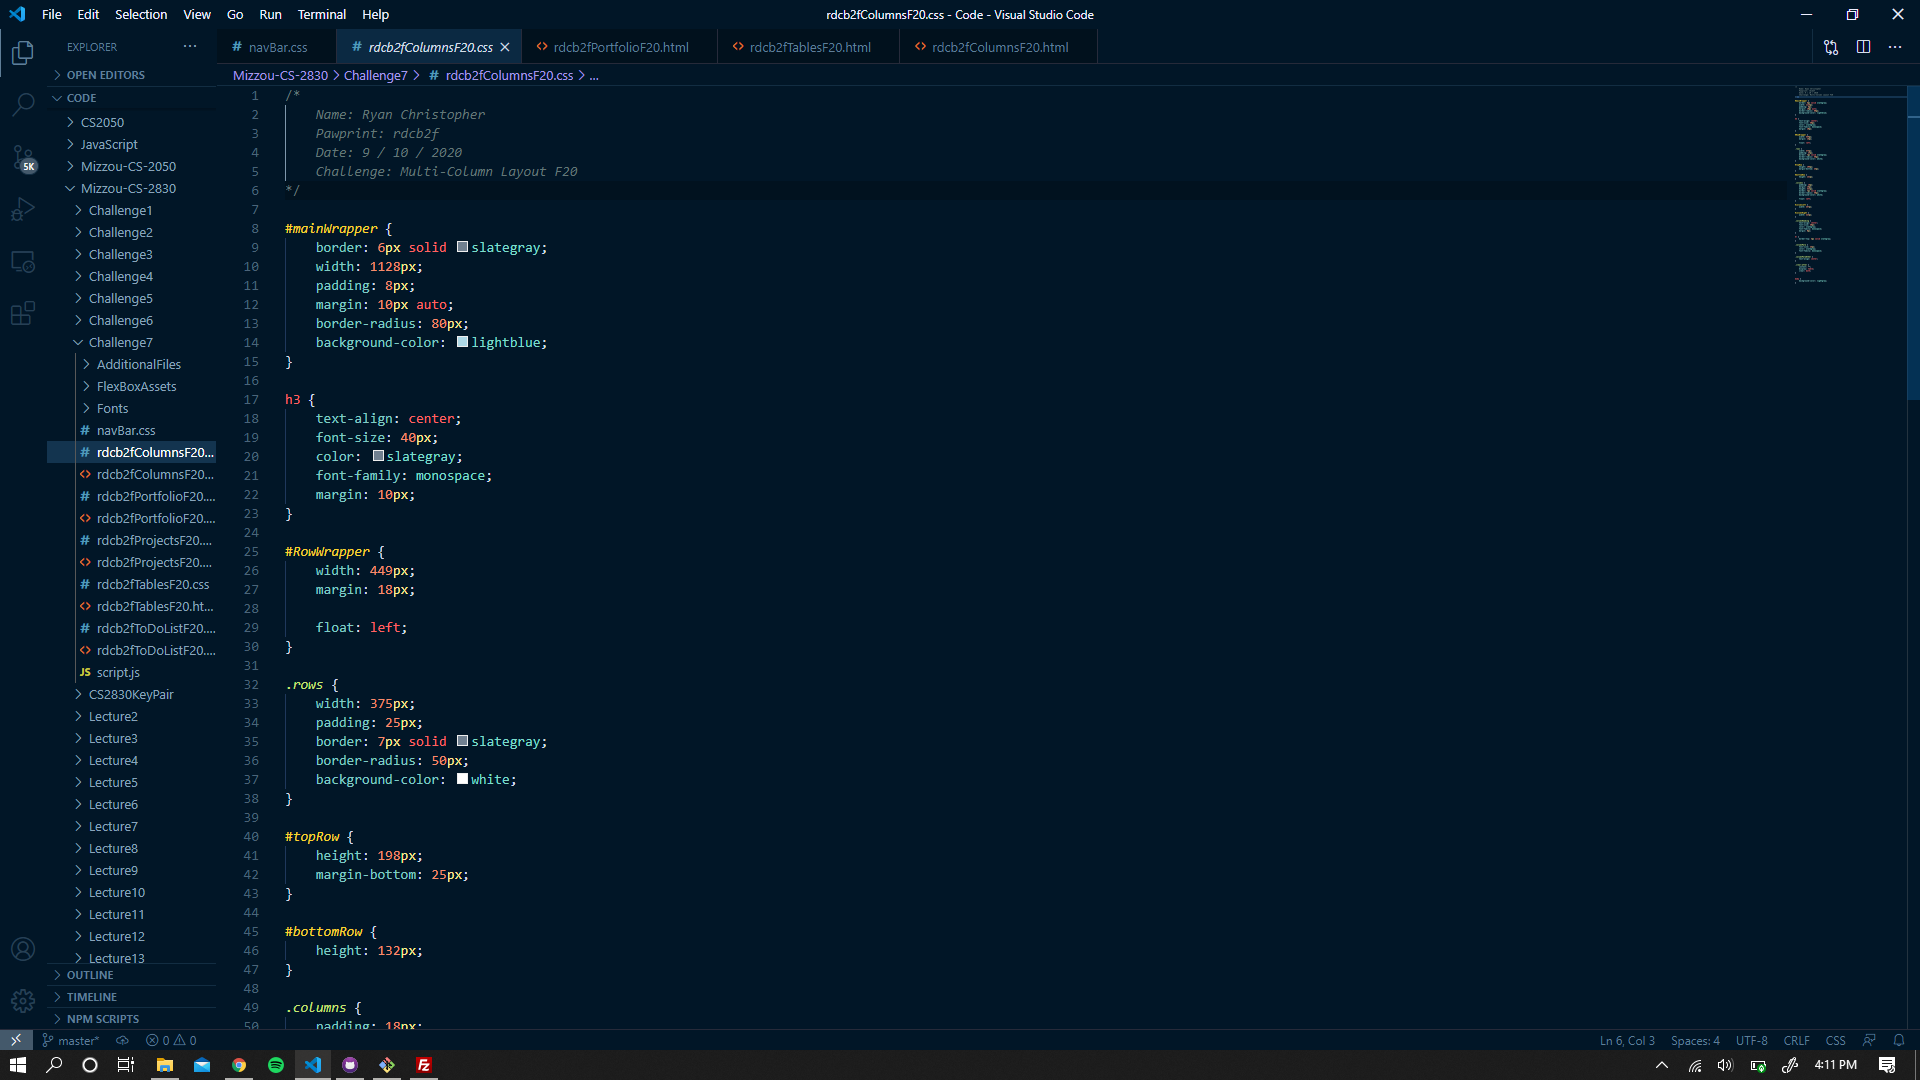 File Edit Selection View Go Run Terminal Help
rdcb2fColumnsF20.css - Code - Visual Studio Code
EXPLORER
navBar.css
rdcb2fColumnsF20.css
rdcb2fPortfolioF20.html
rdcb2fTablesF20.html
rdcb2fColumnsF20.html
Mizzou-CS-2830 > Challenge7 > # rdcb2fColumnsF20.css > ...
OPEN EDITORS
CODE
CS2050
JavaScript
Mizzou-CS-2050
Mizzou-CS-2830
Challenge1
Challenge2
Challenge3
Challenge4
Challenge5
Challenge6
Challenge7
AdditionalFiles
FlexBoxAssets
Fonts
# navBar.css
# rdcb2fColumnsF20...
<> rdcb2fColumnsF20...
# rdcb2fPortfolioF20....
<> rdcb2fPortfolioF20....
# rdcb2fProjectsF20....
<> rdcb2fProjectsF20....
# rdcb2fTablesF20.css
<> rdcb2fTablesF20.ht...
# rdcb2fToDoListF20....
<> rdcb2fToDoListF20....
JS script.js
CS2830KeyPair
Lecture2
Lecture3
Lecture4
Lecture5
Lecture6
Lecture7
Lecture8
Lecture9
Lecture10
Lecture11
Lecture12
Lecture13
OUTLINE
TIMELINE
NPM SCRIPTS
5K
1 /*
2 Name: Ryan Christopher
3 Pawprint: rdcb2f
4 Date: 9 / 10 / 2020
5 Challenge: Multi-Column Layout F20
6 */
7
8 #mainWrapper {
9 border: 6px solid slategray;
10 width: 1128px;
11 padding: 8px;
12 margin: 10px auto;
13 border-radius: 80px;
14 background-color: lightblue;
15 }
16
17 h3 {
18 text-align: center;
19 font-size: 40px;
20 color: slategray;
21 font-family: monospace;
22 margin: 10px;
23 }
24
25 #RowWrapper {
26 width: 449px;
27 margin: 18px;
28
29 float: left;
30 }
31
32 .rows {
33 width: 375px;
34 padding: 25px;
35 border: 7px solid slategray;
36 border-radius: 50px;
37 background-color: white;
38 }
39
40 #topRow {
41 height: 198px;
42 margin-bottom: 25px;
43 }
44
45 #bottomRow {
46 height: 132px;
47 }
48
49 .columns {
50 padding: 18px;
master* 0 0
Ln 6, Col 3 Spaces: 4 UTF-8 CRLF CSS
4:11 PM